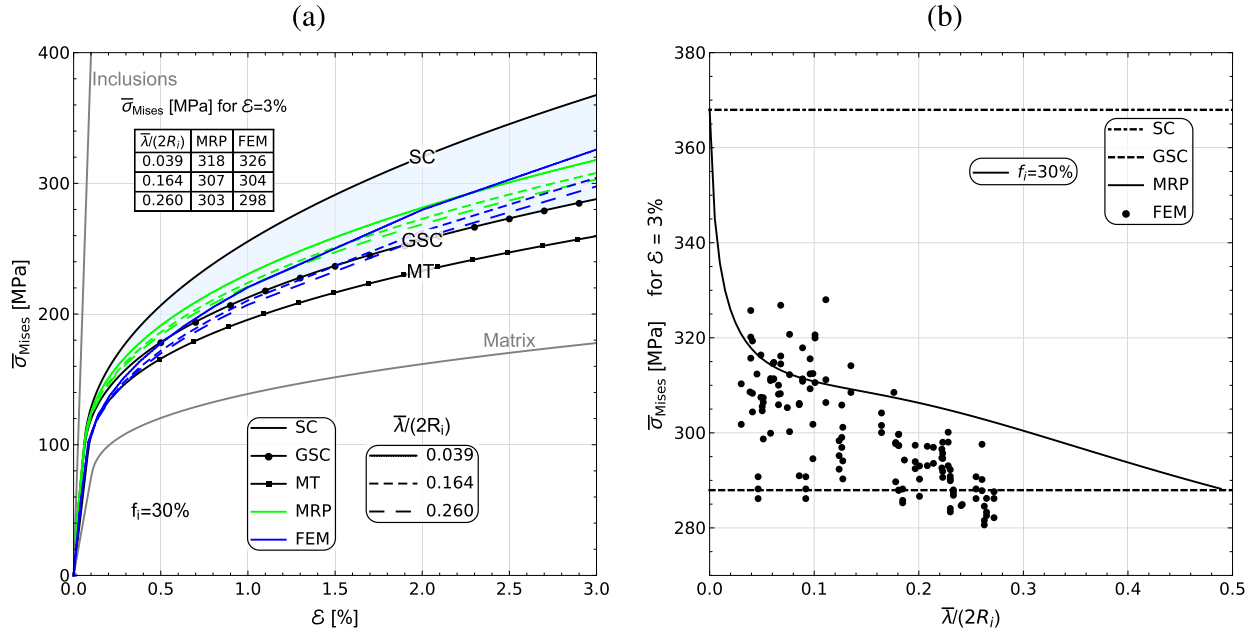 (a)
400
300
200
100
0
0.0 0.5 1.0 1.5 2.0 2.5 3.0
σ̅Mises [MPa]
ℰ [%]
Inclusions
σ̅Mises [MPa] for ℰ=3%
λ̅/(2Ri) MRP FEM
0.039 318 326
0.164 307 304
0.260 303 298
SC
GSC
MT
Matrix
fi=30%
SC
GSC
MT
MRP
FEM
λ̅/(2Ri)
0.039
0.164
0.260
(b)
380
360
340
320
300
280
0.0 0.1 0.2 0.3 0.4 0.5
σ̅Mises [MPa] for ℰ = 3%
λ̅/(2Ri)
fi=30%
SC
GSC
MRP
FEM